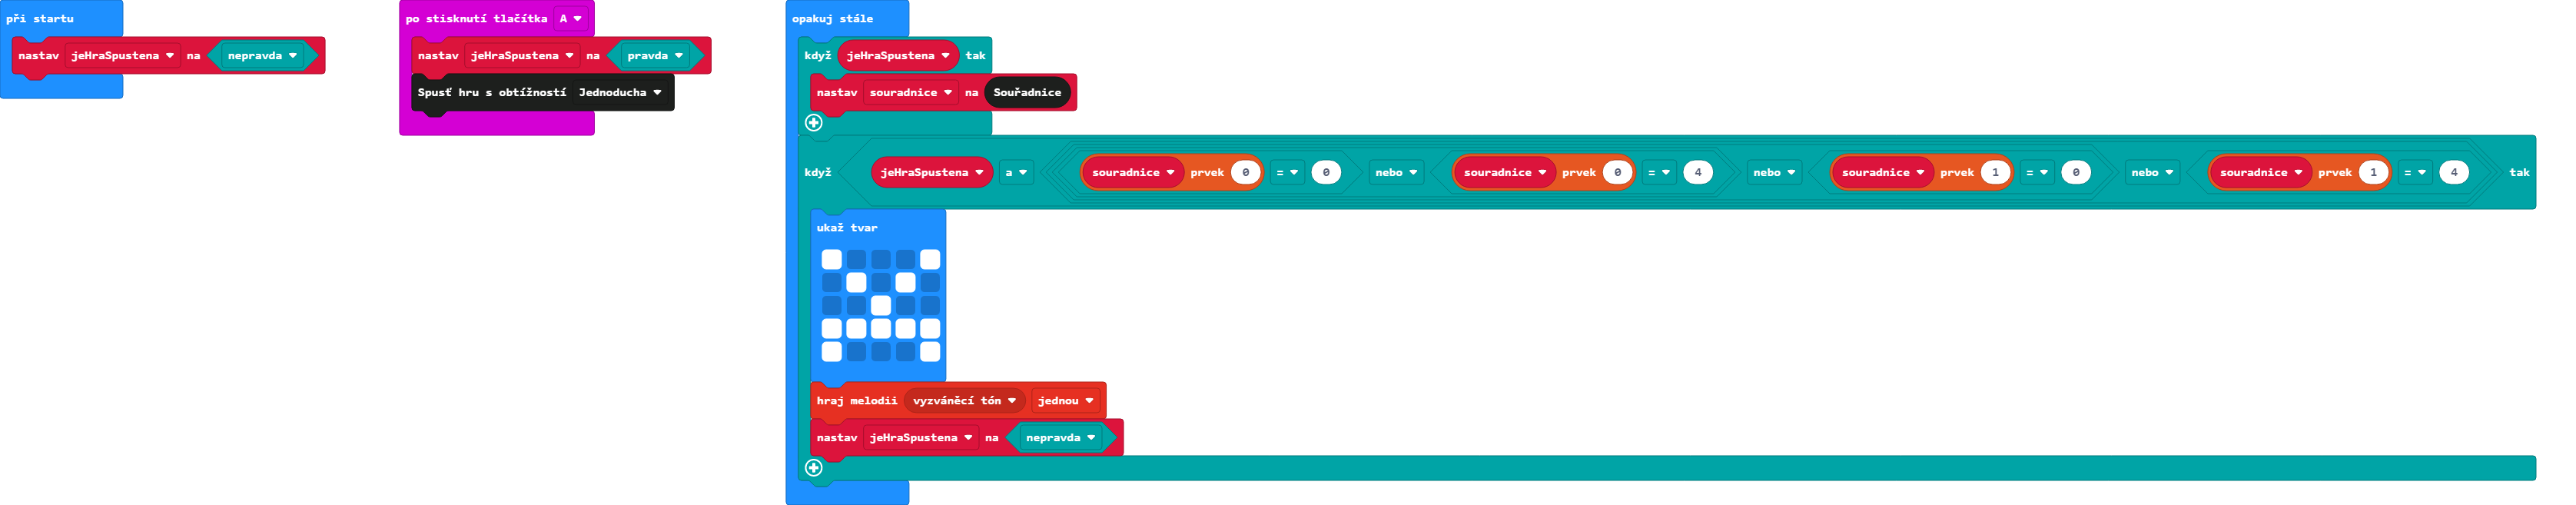 při startu
nastav jeHraSpustena na nepravda
po stisknutí tlačítka A
nastav jeHraSpustena na pravda
Spusť hru s obtížností Jednoducha
opakuj stále
když jeHraSpustena tak
nastav souradnice na Souřadnice
když jeHraSpustena a souradnice prvek 0 = 0 nebo souradnice prvek 0 = 4 nebo souradnice prvek 1 = 0 nebo souradnice prvek 1 = 4 tak
ukaž tvar
hraj melodii vyzváněcí tón jednou
nastav jeHraSpustena na nepravda